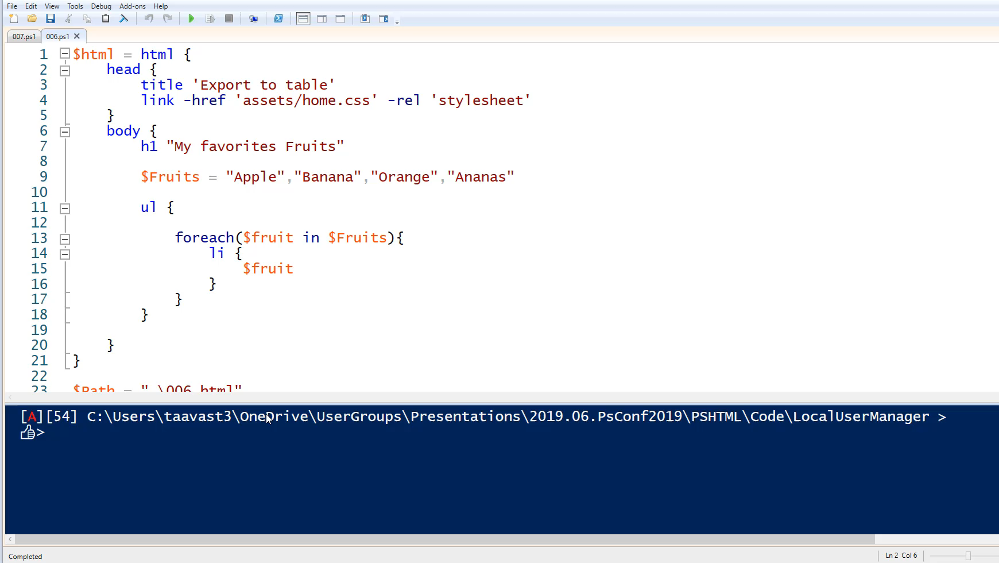 File Edit View Tools Debug Add-ons Help
007.ps1 006.ps1
1 $html = html {
2 head {
3 title 'Export to table'
4 link -href 'assets/home.css' -rel 'stylesheet'
5 }
6 body {
7 h1 "My favorites Fruits"
8
9 $Fruits = "Apple","Banana","Orange","Ananas"
10
11 ul {
12
13 foreach($fruit in $Fruits){
14 li {
15 $fruit
16 }
17 }
18 }
19
20 }
21 }
22
23 $Path = ".\006.html"
[A][54] C:\Users\taavast3\OneDrive\UserGroups\Presentations\2019.06.PsConf2019\PSHTML\Code\LocalUserManager >
👍>
Completed
Ln 2 Col 6